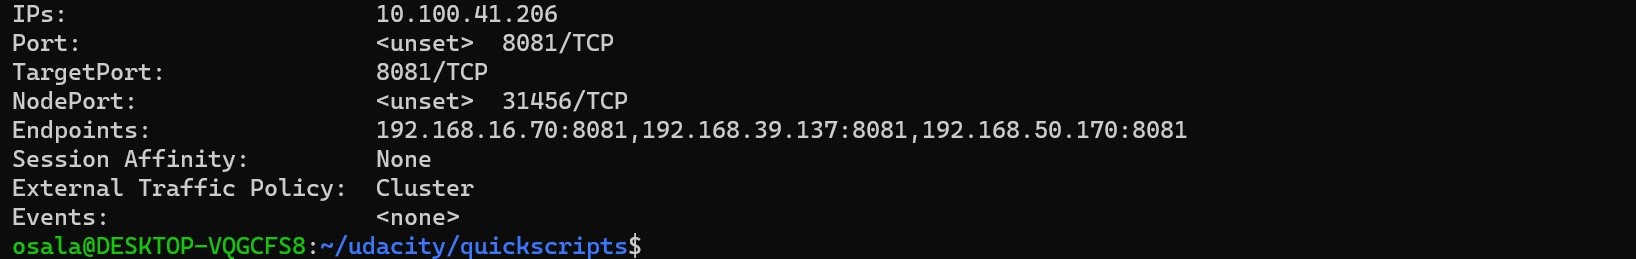 IPs: 10.100.41.206
Port: <unset> 8081/TCP
TargetPort: 8081/TCP
NodePort: <unset> 31456/TCP
Endpoints: 192.168.16.70:8081,192.168.39.137:8081,192.168.50.170:8081
Session Affinity: None
External Traffic Policy: Cluster
Events: <none>
osala@DESKTOP-VQGCFS8:~/udacity/quickscripts$